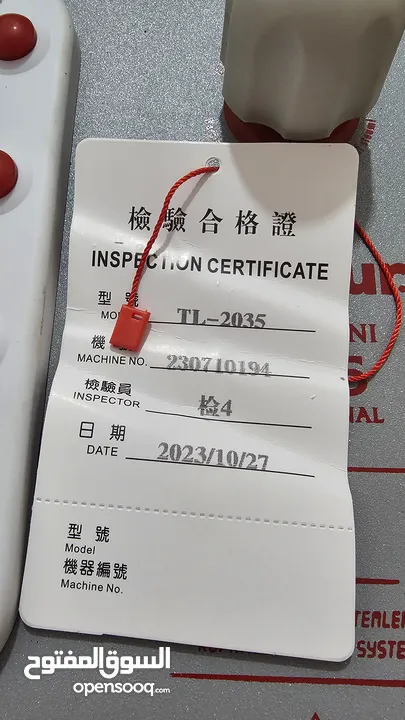 檢驗合格證
INSPECTION CERTIFICATE
型號
TL-2035
MACHINE NO. 230710194
檢驗員
INSPECTOR 检4
日期
DATE 2023/10/27
型號
Model
機器編號
Machine No.
SYSTEM
السوق المفتوح
opensooq.com